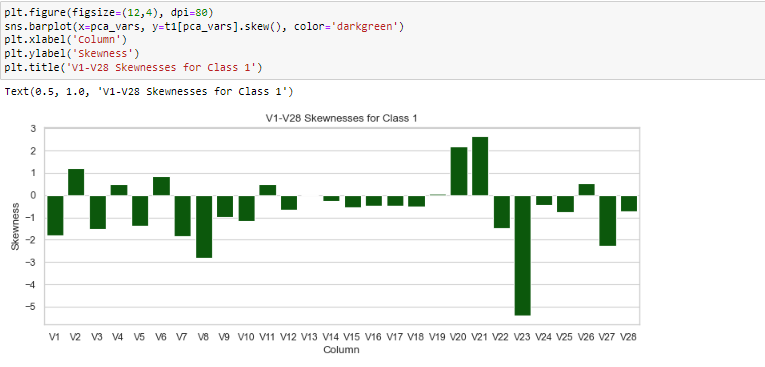 plt.figure(figsize=(12,4), dpi=80)
sns.barplot(x=pca_vars, y=t1[pca_vars].skew(), color='darkgreen')
plt.xlabel('Column')
plt.ylabel('Skewness')
plt.title('V1-V28 Skewnesses for Class 1')
Text(0.5, 1.0, 'V1-V28 Skewnesses for Class 1')
V1-V28 Skewnesses for Class 1
3
2
1
0
−1
−2
−3
−4
−5
Skewness
V1 V2 V3 V4 V5 V6 V7 V8 V9 V10 V11 V12 V13 V14 V15 V16 V17 V18 V19 V20 V21 V22 V23 V24 V25 V26 V27 V28
Column